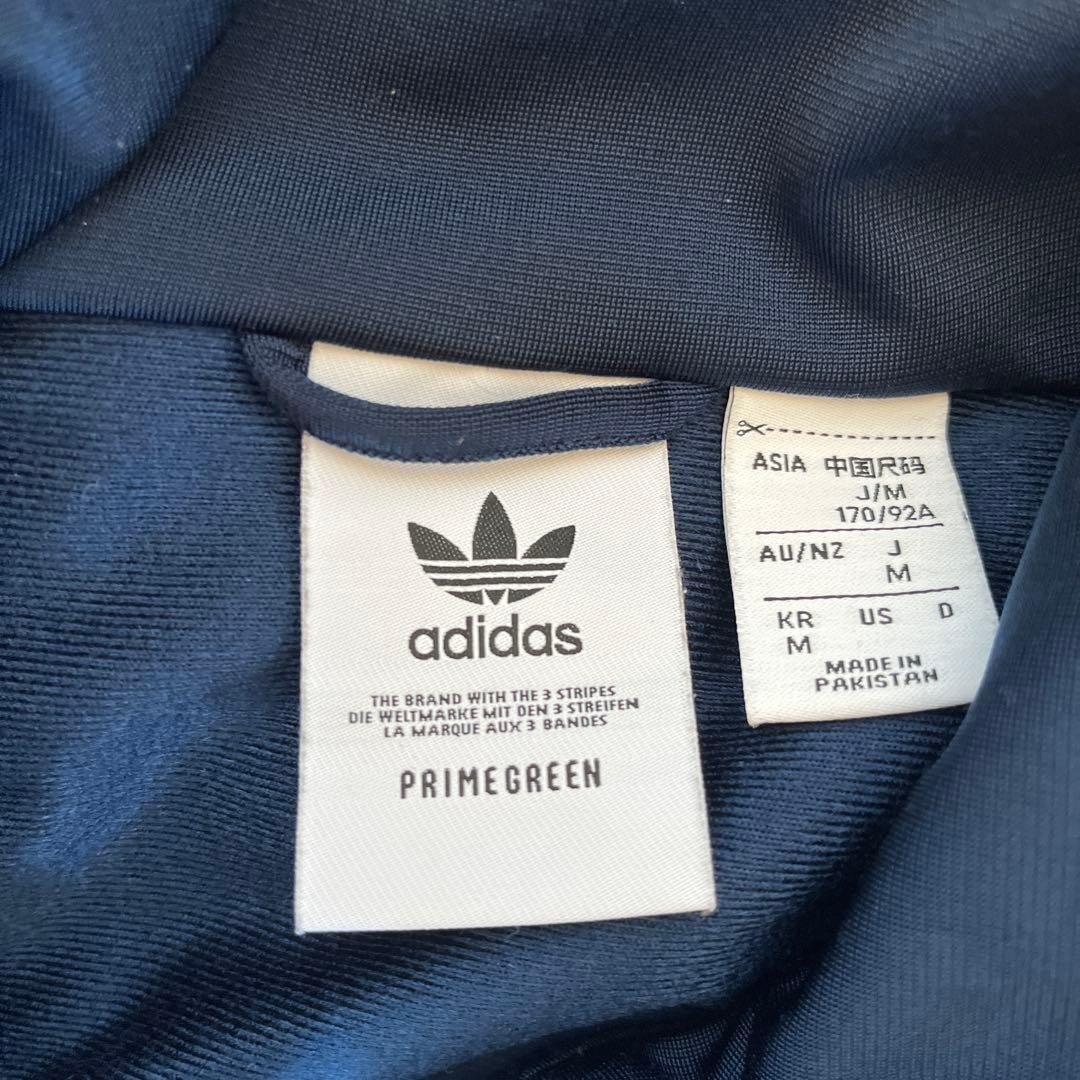 adidas
THE BRAND WITH THE 3 STRIPES
DIE WELTMARKE MIT DEN 3 STREIFEN
LA MARQUE AUX 3 BANDES
PRIMEGREEN
ASIA 中国尺码
J/M
170/92A
AU/NZ J
M
KR US D
M
MADE IN
PAKISTAN